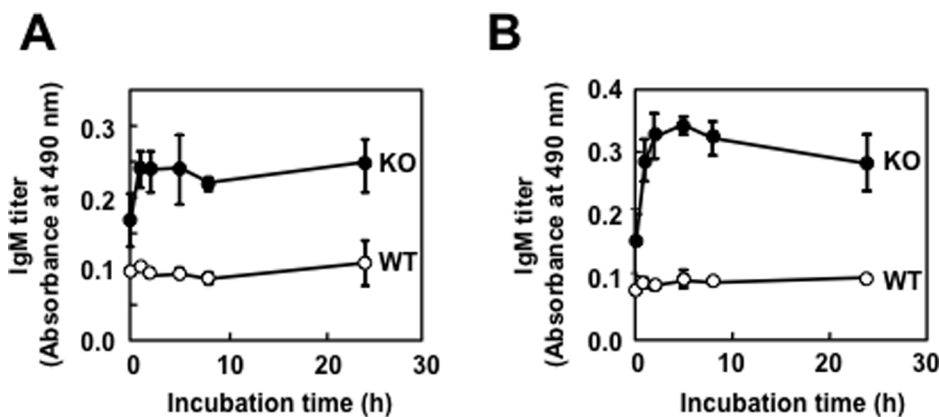 A
IgM titer
(Absorbance at 490 nm)
0.3
0.2
0.1
0.0
KO
WT
0
10
20
30
Incubation time (h)
B
IgM titer
(Absorbance at 490 nm)
0.4
0.3
0.2
0.1
0.0
KO
WT
0
10
20
30
Incubation time (h)